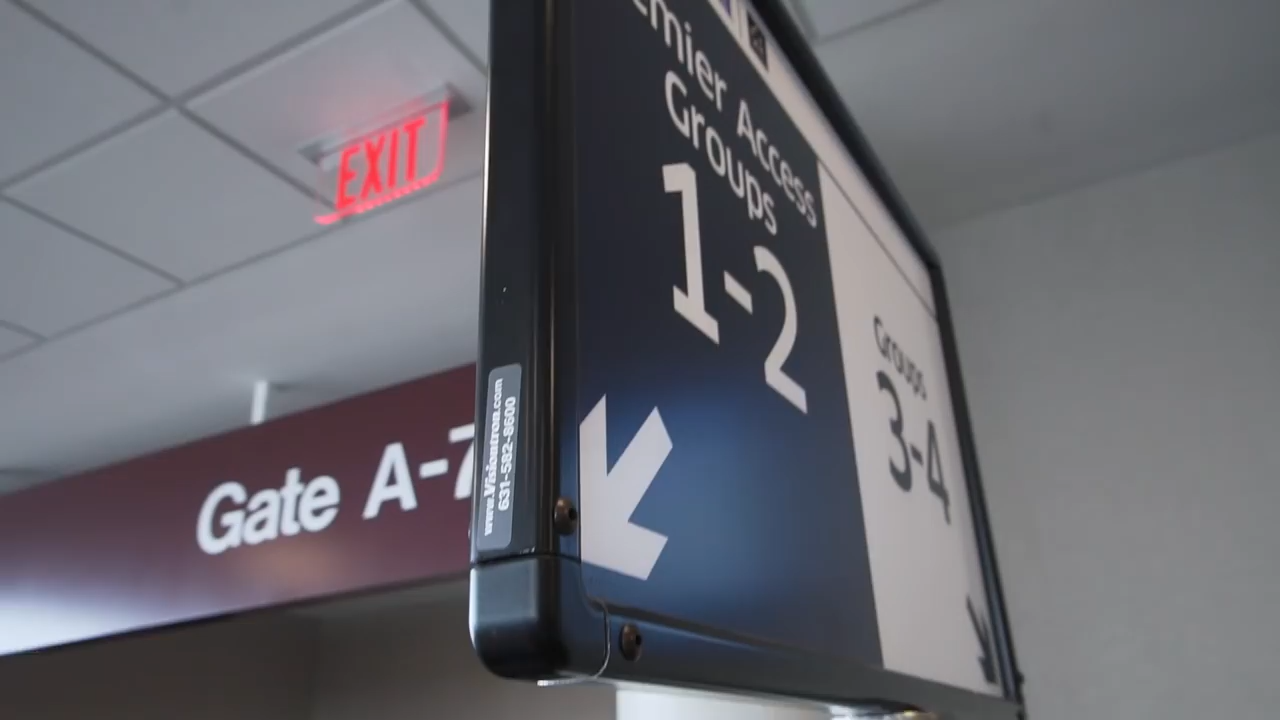 EXIT
emier Access
Groups
1-2
Groups
3-4
Gate A-7
www.Visiontron.com
631-582-8600